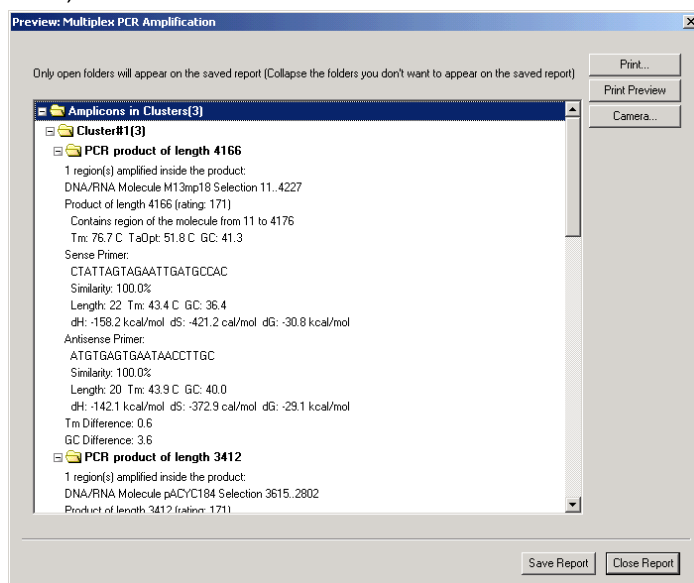 Preview: Multiplex PCR Amplification
Only open folders will appear on the saved report (Collapse the folders you don't want to appear on the saved report)
Print...
Print Preview
Camera...
Amplicons in Clusters(3)
Cluster#1(3)
PCR product of length 4166
1 region(s) amplified inside the product:
DNA/RNA Molecule M13mp18 Selection 11..4227
Product of length 4166 (rating: 171)
Contains region of the molecule from 11 to 4176
Tm: 76.7 C TaOpt: 51.8 C GC: 41.3
Sense Primer:
CTATTAGTAGAATTGATGCCAC
Similarity: 100.0%
Length: 22 Tm: 43.4 C GC: 36.4
dH: -158.2 kcal/mol dS: -421.2 cal/mol dG: -30.8 kcal/mol
Antisense Primer:
ATGTGAGTGAATAACCTTGC
Similarity: 100.0%
Length: 20 Tm: 43.9 C GC: 40.0
dH: -142.1 kcal/mol dS: -372.9 cal/mol dG: -29.1 kcal/mol
Tm Difference: 0.6
GC Difference: 3.6
PCR product of length 3412
1 region(s) amplified inside the product:
DNA/RNA Molecule pACYC184 Selection 3615..2802
Product of length 3412 (rating: 171)
Save Report
Close Report